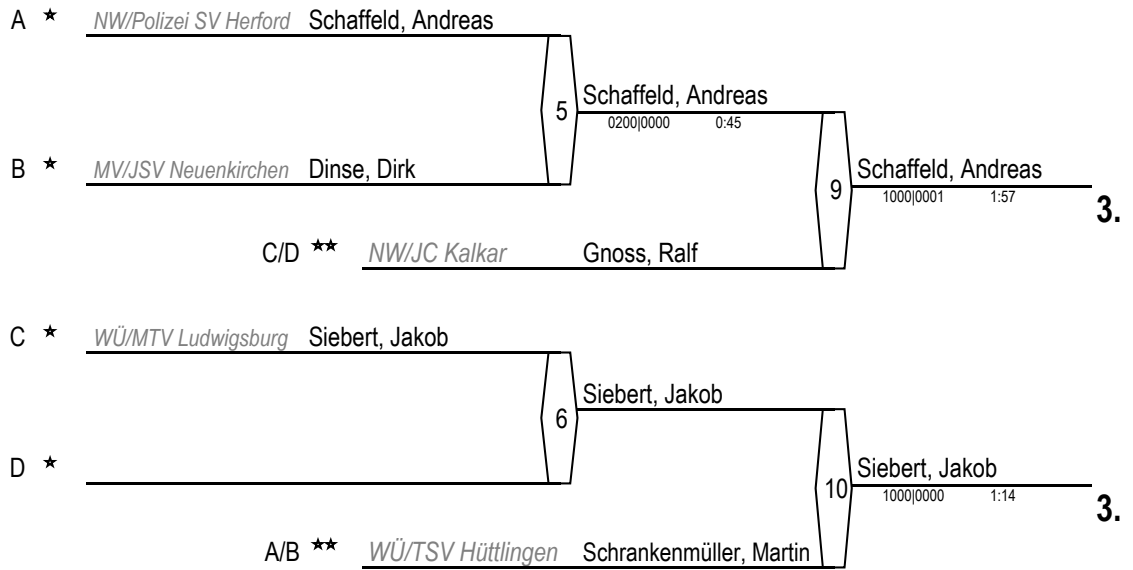 A ★ NW/Polizei SV Herford Schaffeld, Andreas
5 Schaffeld, Andreas
0200|0000 0:45
B ★ MV/JSV Neuenkirchen Dinse, Dirk
9 Schaffeld, Andreas
1000|0001 1:57
3.
C/D ★★ NW/JC Kalkar Gnoss, Ralf
C ★ WÜ/MTV Ludwigsburg Siebert, Jakob
6 Siebert, Jakob
D ★
10 Siebert, Jakob
1000|0000 1:14
3.
A/B ★★ WÜ/TSV Hüttlingen Schrankenmüller, Martin